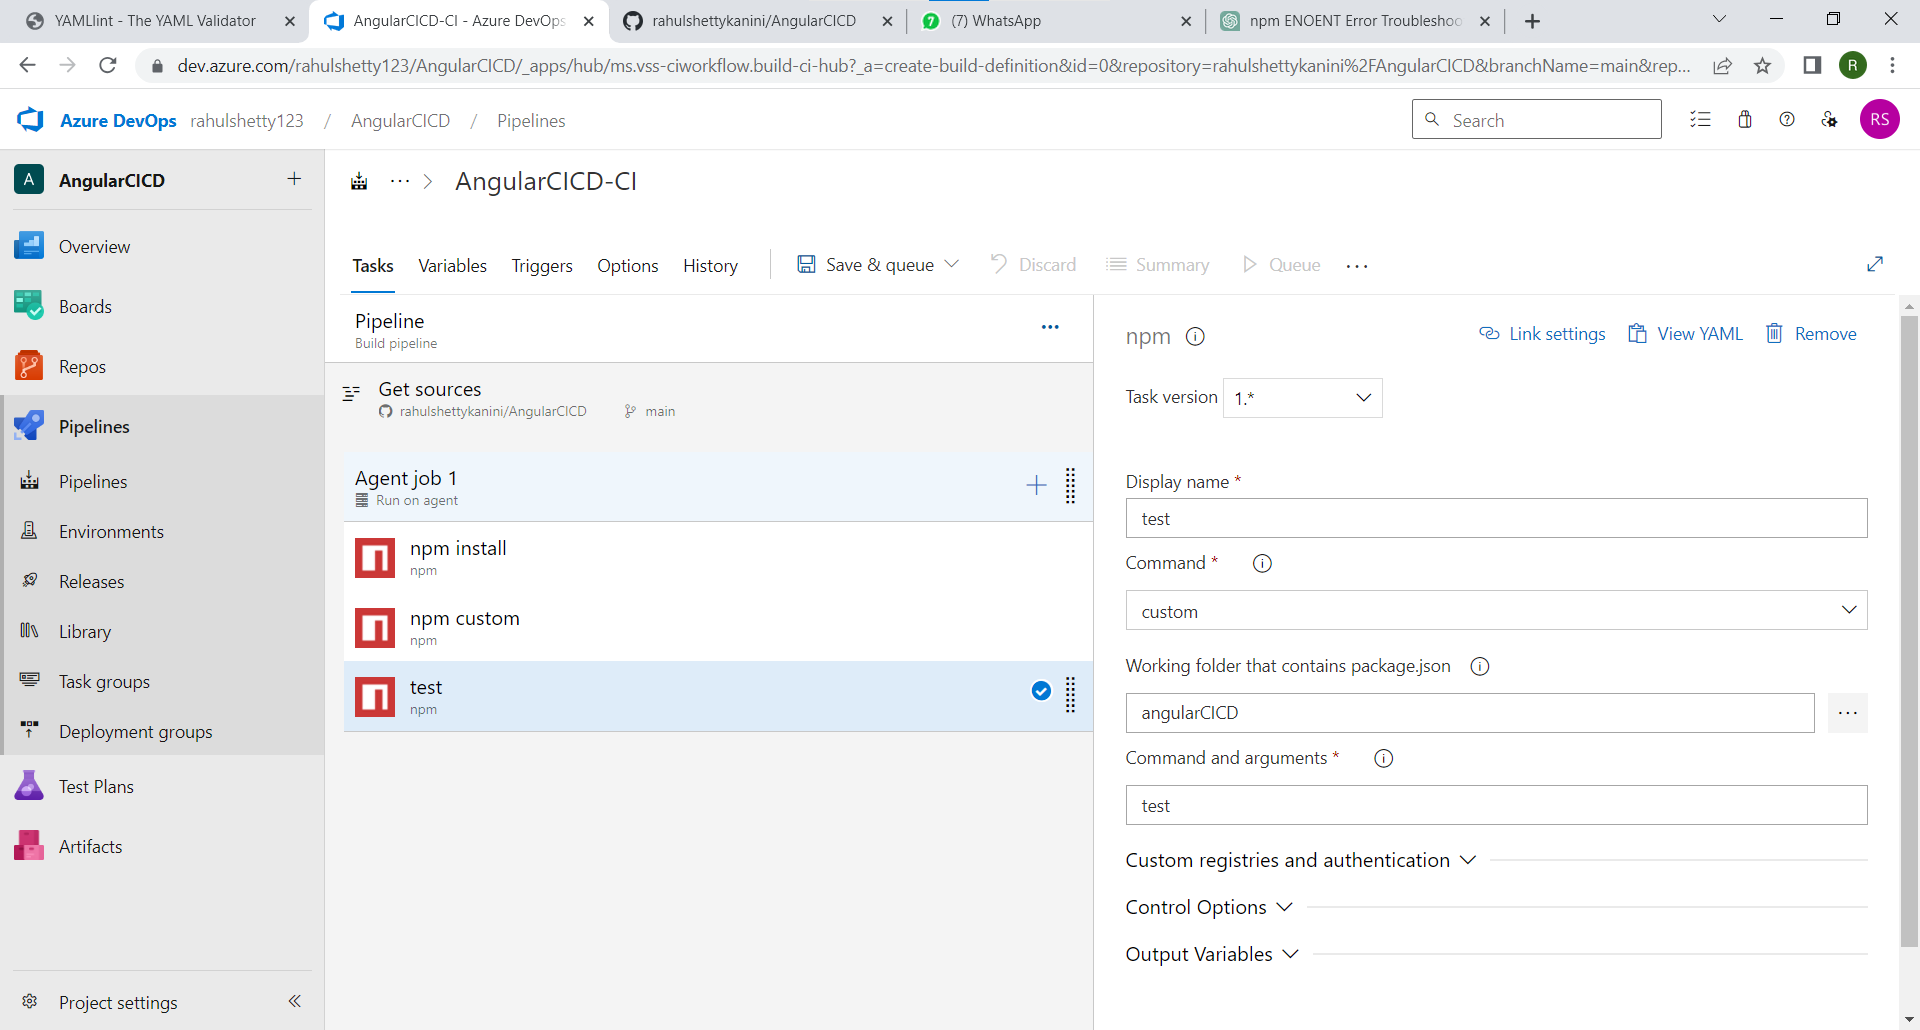 YAMLlint - The YAML Validator
AngularCICD-CI - Azure DevOps
rahulshettykanini/AngularCICD
7
(7) WhatsApp
npm ENOENT Error Troubleshoo
dev.azure.com/rahulshetty123/AngularCICD/_apps/hub/ms.vss-ciworkflow.build-ci-hub?_a=create-build-definition&id=0&repository=rahulshettykanini%2FAngularCICD&branchName=main&rep...
R
Azure DevOps
rahulshetty123 / AngularCICD / Pipelines
Search
RS
A
AngularCICD
Overview
Boards
Repos
Pipelines
Pipelines
Environments
Releases
Library
Task groups
Deployment groups
Test Plans
Artifacts
Project settings
... > AngularCICD-CI
Tasks
Variables
Triggers
Options
History
Save & queue
Discard
Summary
Queue
...
Pipeline
Build pipeline
Get sources
rahulshettykanini/AngularCICD
main
Agent job 1
Run on agent
npm install
npm
npm custom
npm
test
npm
npm
Link settings
View YAML
Remove
Task version
1.*
Display name *
test
Command *
custom
Working folder that contains package.json
angularCICD
...
Command and arguments *
test
Custom registries and authentication
Control Options
Output Variables